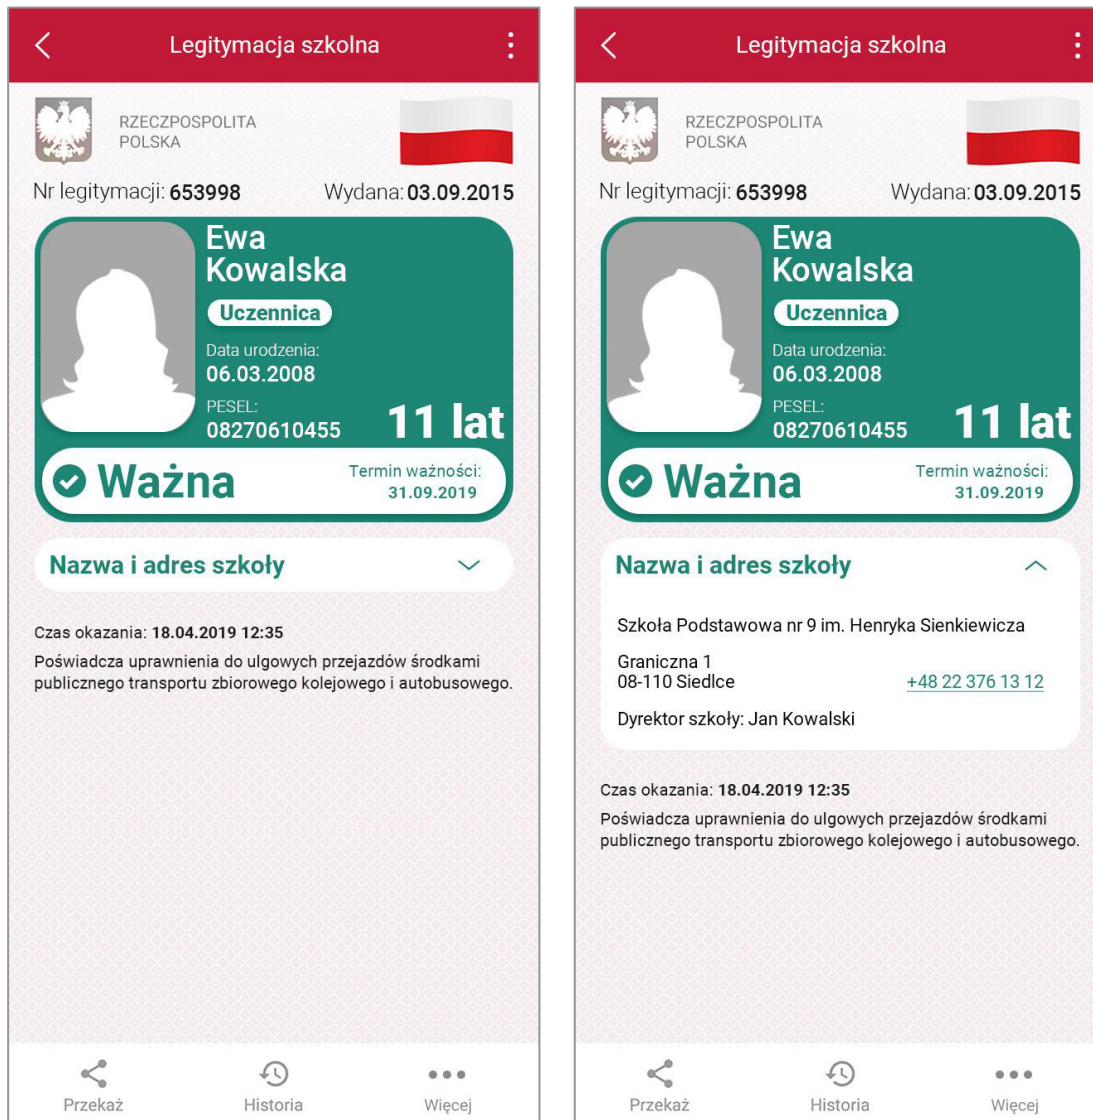 Legitymacja szkolna
RZECZPOSPOLITA
POLSKA
Nr legitymacji: 653998 Wydana: 03.09.2015
Ewa
Kowalska
Uczennica
Data urodzenia:
06.03.2008
PESEL:
08270610455
11 lat
Ważna
Termin ważności:
31.09.2019
Nazwa i adres szkoły
Czas okazania: 18.04.2019 12:35
Poświadcza uprawnienia do ulgowych przejazdów środkami
publicznego transportu zbiorowego kolejowego i autobusowego.
Przekaż Historia Więcej
Legitymacja szkolna
RZECZPOSPOLITA
POLSKA
Nr legitymacji: 653998 Wydana: 03.09.2015
Ewa
Kowalska
Uczennica
Data urodzenia:
06.03.2008
PESEL:
08270610455
11 lat
Ważna
Termin ważności:
31.09.2019
Nazwa i adres szkoły
Szkoła Podstawowa nr 9 im. Henryka Sienkiewicza
Graniczna 1
08-110 Siedlce +48 22 376 13 12
Dyrektor szkoły: Jan Kowalski
Czas okazania: 18.04.2019 12:35
Poświadcza uprawnienia do ulgowych przejazdów środkami
publicznego transportu zbiorowego kolejowego i autobusowego.
Przekaż Historia Więcej